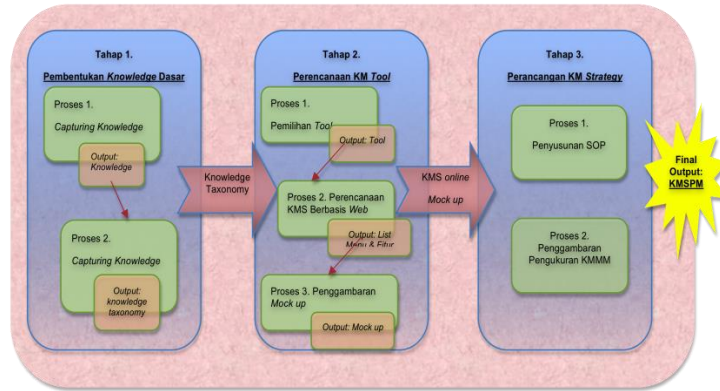 Tahap 1.
Pembentukan Knowledge Dasar
Proses 1.
Capturing Knowledge
Output:
Knowledge
Proses 2.
Capturing Knowledge
Output:
knowledge
taxonomy
Knowledge
Taxonomy
Tahap 2.
Perencanaan KM Tool
Proses 1.
Pemilihan Tool
Output: Tool
Proses 2. Perencanaan
KMS Berbasis Web
Output: List
Menu & Fitur
Proses 3. Penggambaran
Mock up
Output: Mock up
KMS online
Mock up
Tahap 3.
Perancangan KM Strategy
Proses 1.
Penyusunan SOP
Proses 2.
Penggambaran
Pengukuran KMMM
Final
Output:
KMSPM